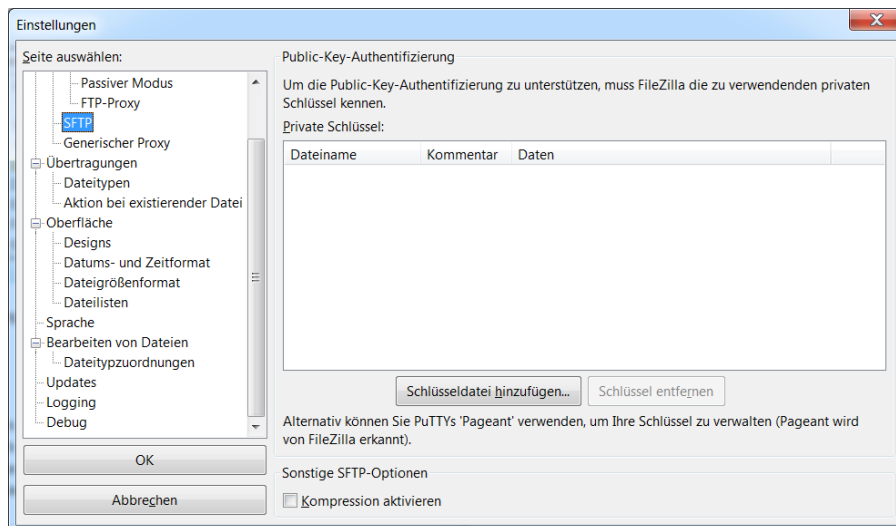 Einstellungen
Seite auswählen:
Passiver Modus
FTP-Proxy
SFTP
Generischer Proxy
Übertragungen
Dateitypen
Aktion bei existierender Datei
Oberfläche
Designs
Datums- und Zeitformat
Dateigrößenformat
Dateilisten
Sprache
Bearbeiten von Dateien
Dateitypzuordnungen
Updates
Logging
Debug
OK
Abbrechen
Public-Key-Authentifizierung
Um die Public-Key-Authentifizierung zu unterstützen, muss FileZilla die zu verwendenden privaten
Schlüssel kennen.
Private Schlüssel:
Dateiname Kommentar Daten
Schlüsseldatei hinzufügen... Schlüssel entfernen
Alternativ können Sie PuTTYs 'Pageant' verwenden, um Ihre Schlüssel zu verwalten (Pageant wird
von FileZilla erkannt).
Sonstige SFTP-Optionen
Kompression aktivieren